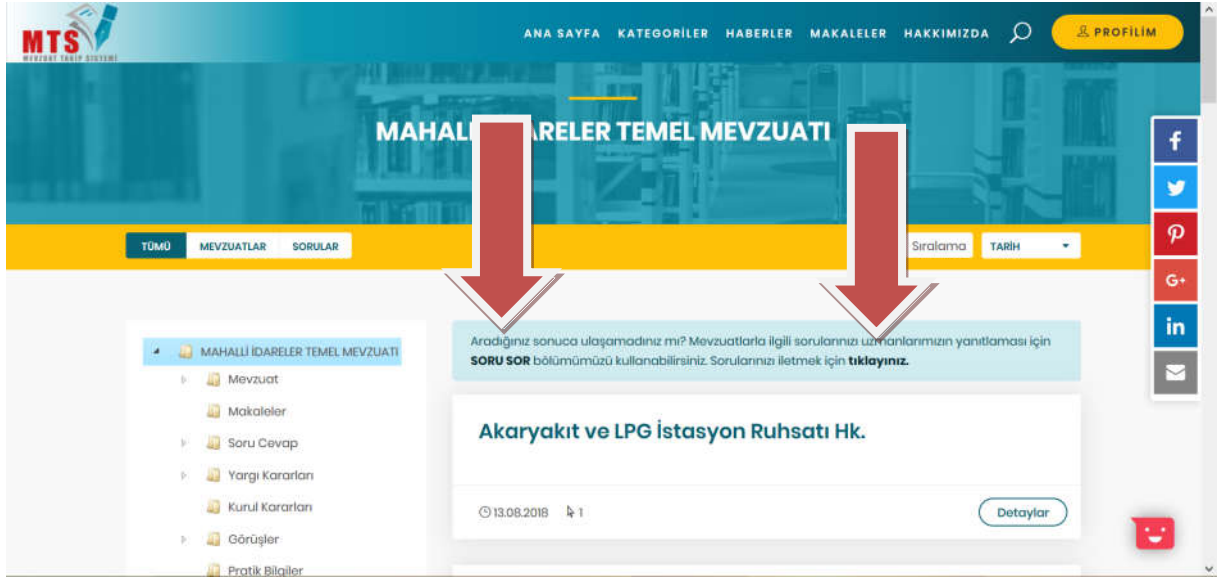 MTS
MEVZUAT TAKİP SİSTEMİ
ANA SAYFA KATEGORİLER HABERLER MAKALELER HAKKIMIZDA PROFİLİM
MAHALLİ İDARELER TEMEL MEVZUATI
TÜMÜ MEVZUATLAR SORULAR Sıralama TARİH
MAHALLİ İDARELER TEMEL MEVZUATI
Mevzuat
Makaleler
Soru Cevap
Yargı Kararları
Kurul Kararları
Görüşler
Pratik Bilgiler
Aradığınız sonuca ulaşamadınız mı? Mevzuatlarla ilgili sorularınızı uzmanlarımızın yanıtlaması için
SORU SOR bölümümüzü kullanabilirsiniz. Sorularınızı iletmek için tıklayınız.
Akaryakıt ve LPG İstasyon Ruhsatı Hk.
13.08.2018 1 Detaylar
f
G+
in